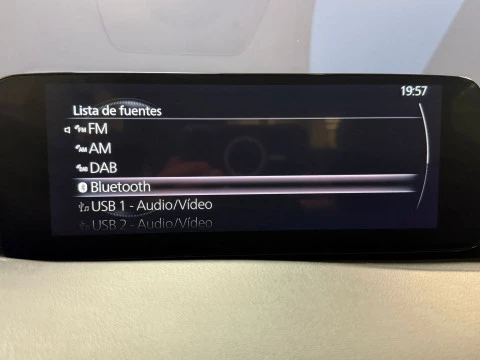 19:57
Lista de fuentes
FM
AM
DAB
Bluetooth
USB 1 - Audio/Vídeo
USB 2 - Audio/Vídeo